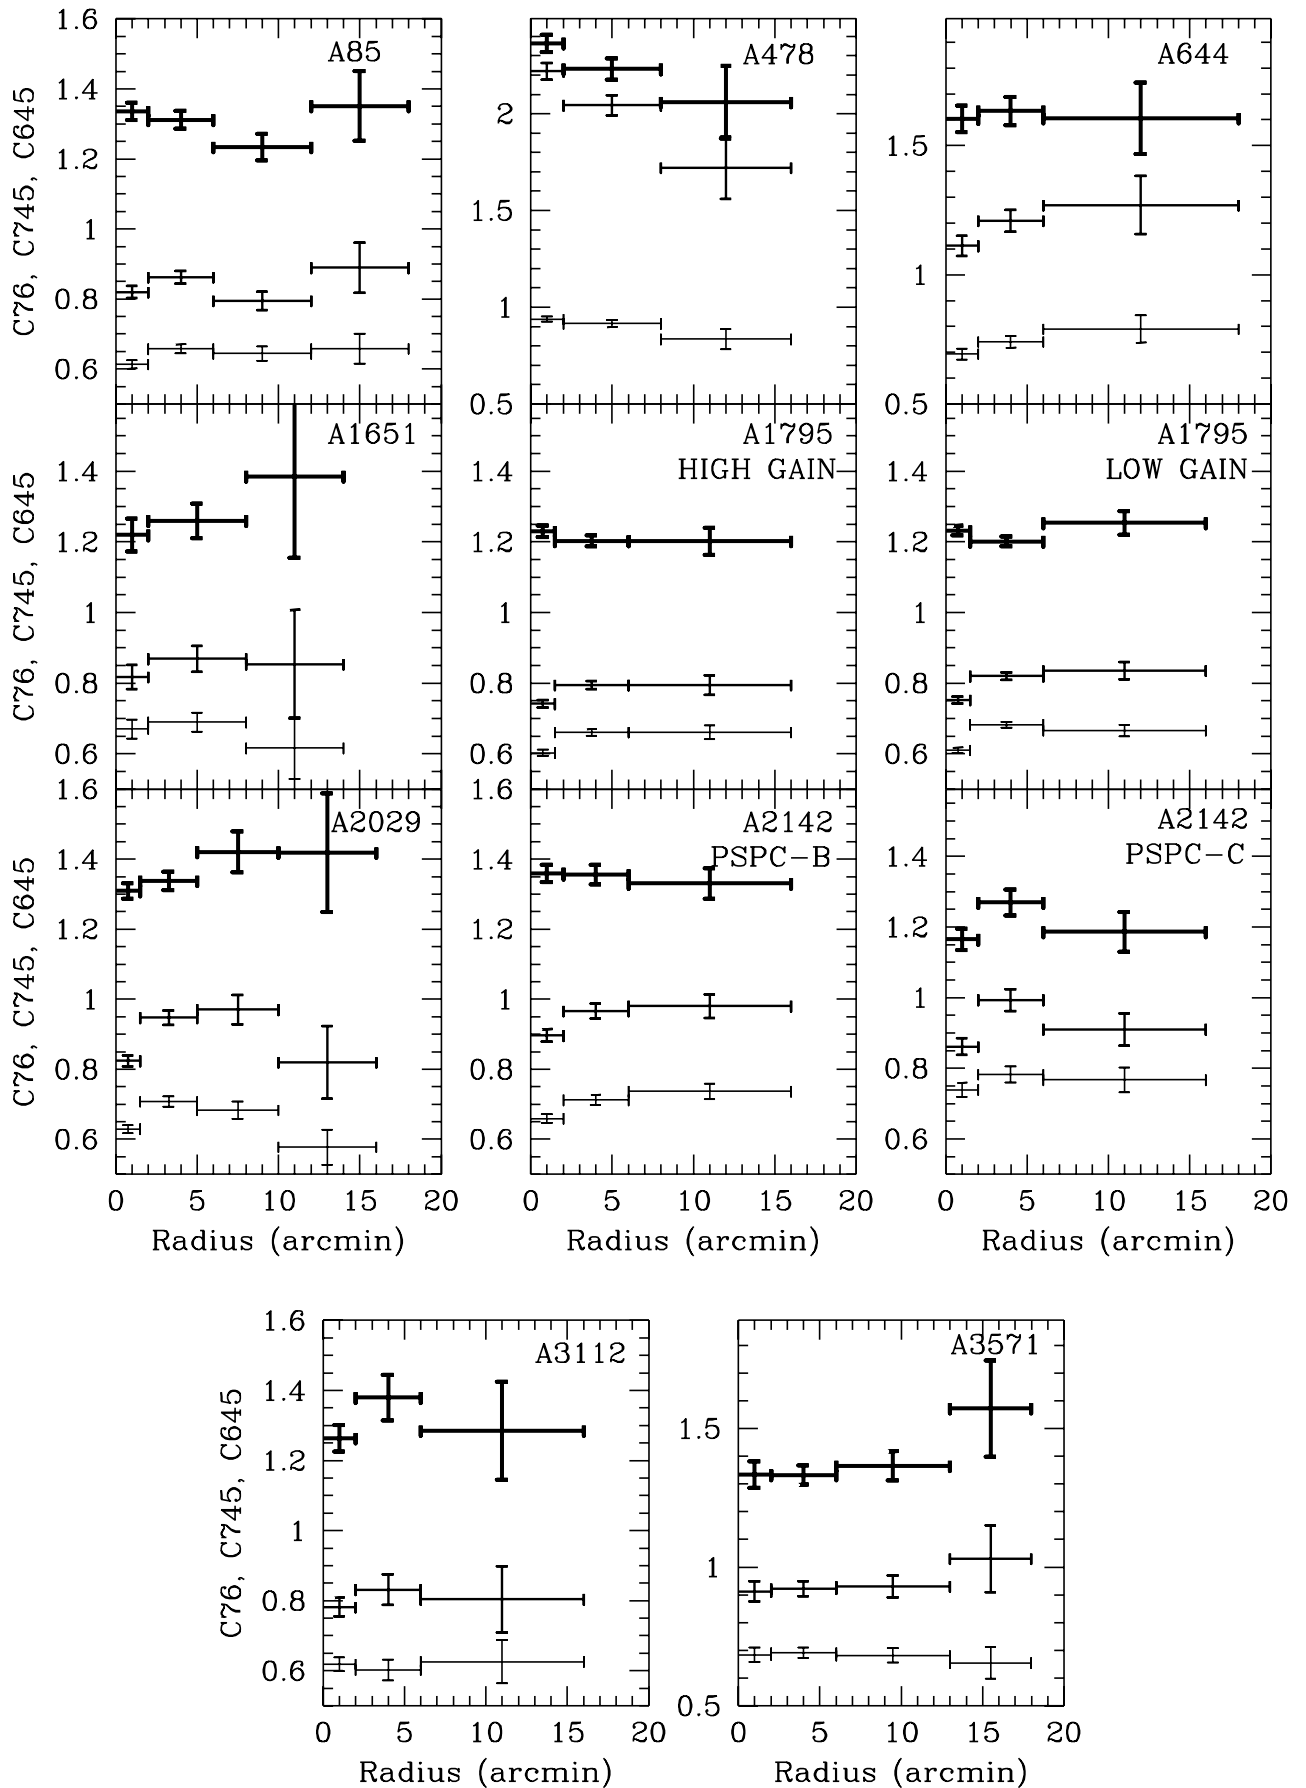 1.6
1.4
1.2
1
0.8
0.6
C76, C745, C645
A85
2
1.5
1
0.5
A478
1.5
1
0.5
A644
1.4
1.2
1
0.8
0.6
C76, C745, C645
A1651
1.4
1.2
1
0.8
0.6
A1795
HIGH GAIN
1.4
1.2
1
0.8
0.6
A1795
LOW GAIN
1.6
1.4
1.2
1
0.8
0.6
C76, C745, C645
A2029
0 5 10 15 20
Radius (arcmin)
1.6
1.4
1.2
1
0.8
0.6
A2142
PSPC-B
0 5 10 15 20
Radius (arcmin)
1.4
1.2
1
0.8
0.6
A2142
PSPC-C
0 5 10 15 20
Radius (arcmin)
1.6
1.4
1.2
1
0.8
0.6
C76, C745, C645
A3112
0 5 10 15 20
Radius (arcmin)
1.5
1
0.5
A3571
0 5 10 15 20
Radius (arcmin)